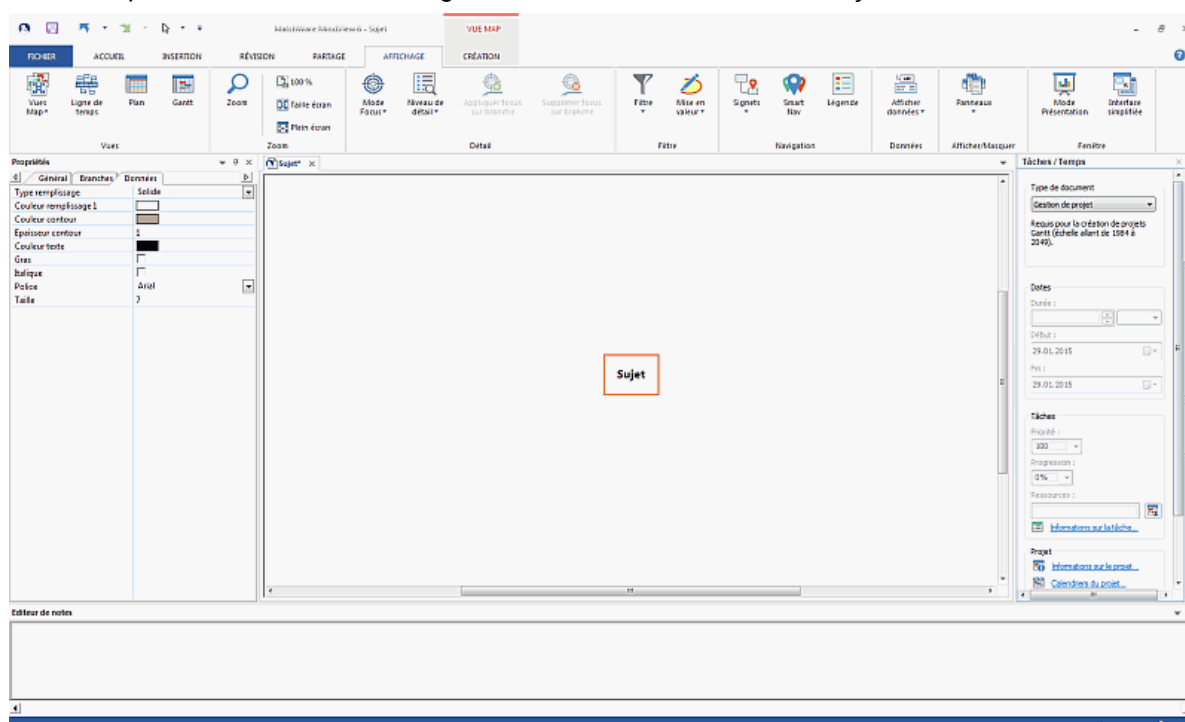 MatchWare MindView 6 - Sujet
VUE MAP
FICHIER ACCUEIL INSERTION RÉVISION PARTAGE AFFICHAGE CRÉATION
Vues Map
Ligne de temps
Plan
Gantt
Zoom
100 %
Taille écran
Plein écran
Mode Focus
Niveau de détail
Appliquer focus sur branche
Supprimer focus sur branche
Filtre
Mise en valeur
Signets
Smart Nav
Légende
Afficher données
Panneaux
Mode Présentation
Interface simplifiée
Vues Zoom Détail Filtre Navigation Données Afficher/Masquer Fenêtre
Propriétés
Général Branches Données
Type remplissage Solide
Couleur remplissage 1
Couleur contour
Epaisseur contour 1
Couleur texte
Gras
Italique
Police Arial
Taille 7
Sujet*
Sujet
Tâches / Temps
Type de document
Gestion de projet
Requis pour la création de projets
Gantt (échelle allant de 1984 à
2049).
Dates
Durée :
Début :
29.01.2015
Fin :
29.01.2015
Tâches
Priorité :
100
Progression :
0%
Ressources :
Informations sur la tâche...
Projet
Informations sur le projet...
Calendriers du projet...
Editeur de notes